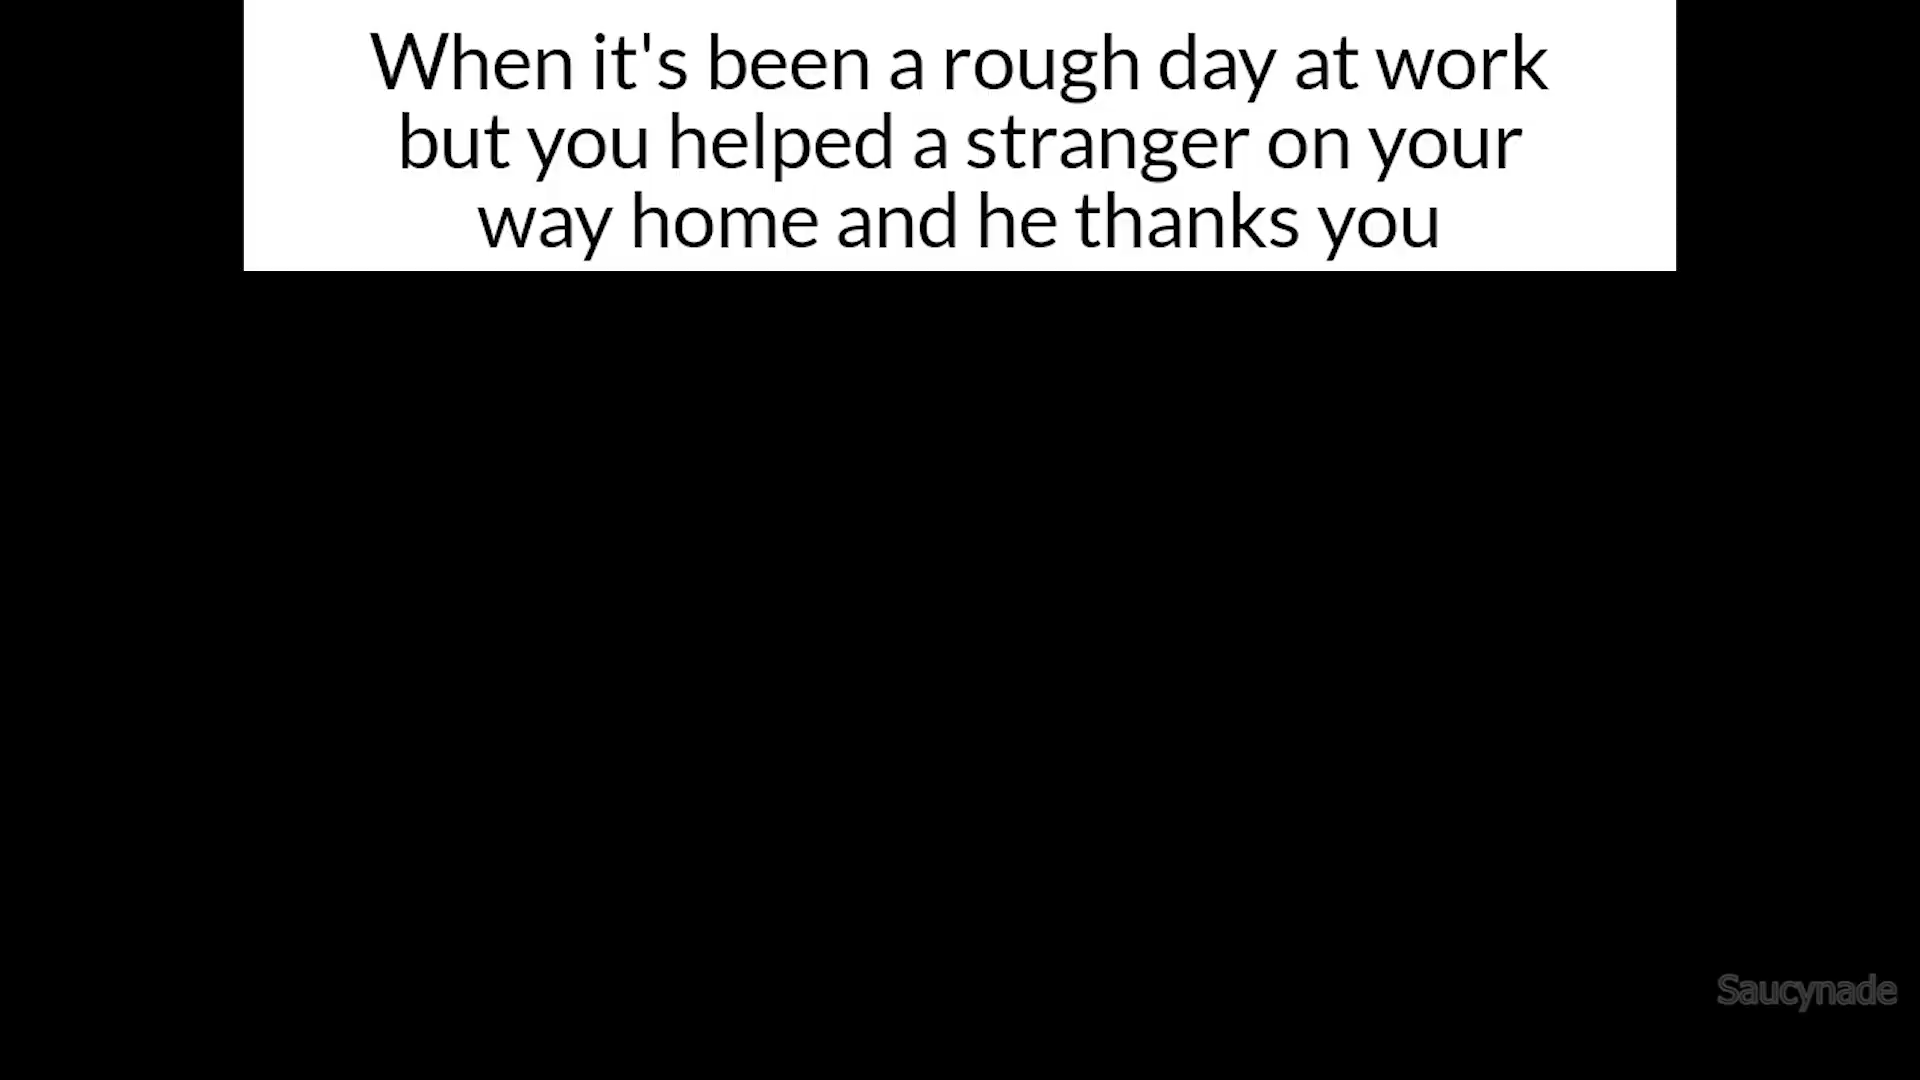 When it's been a rough day at work
but you helped a stranger on your
way home and he thanks you
Saucynade